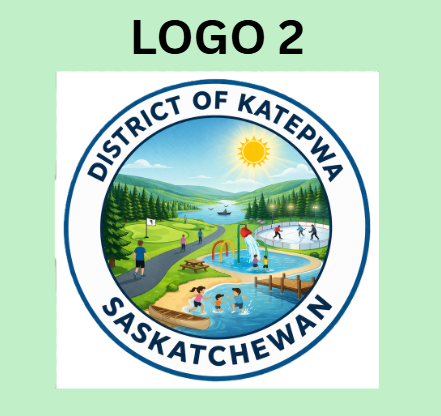 LOGO 2
DISTRICT OF KATEPWA
SASKATCHEWAN